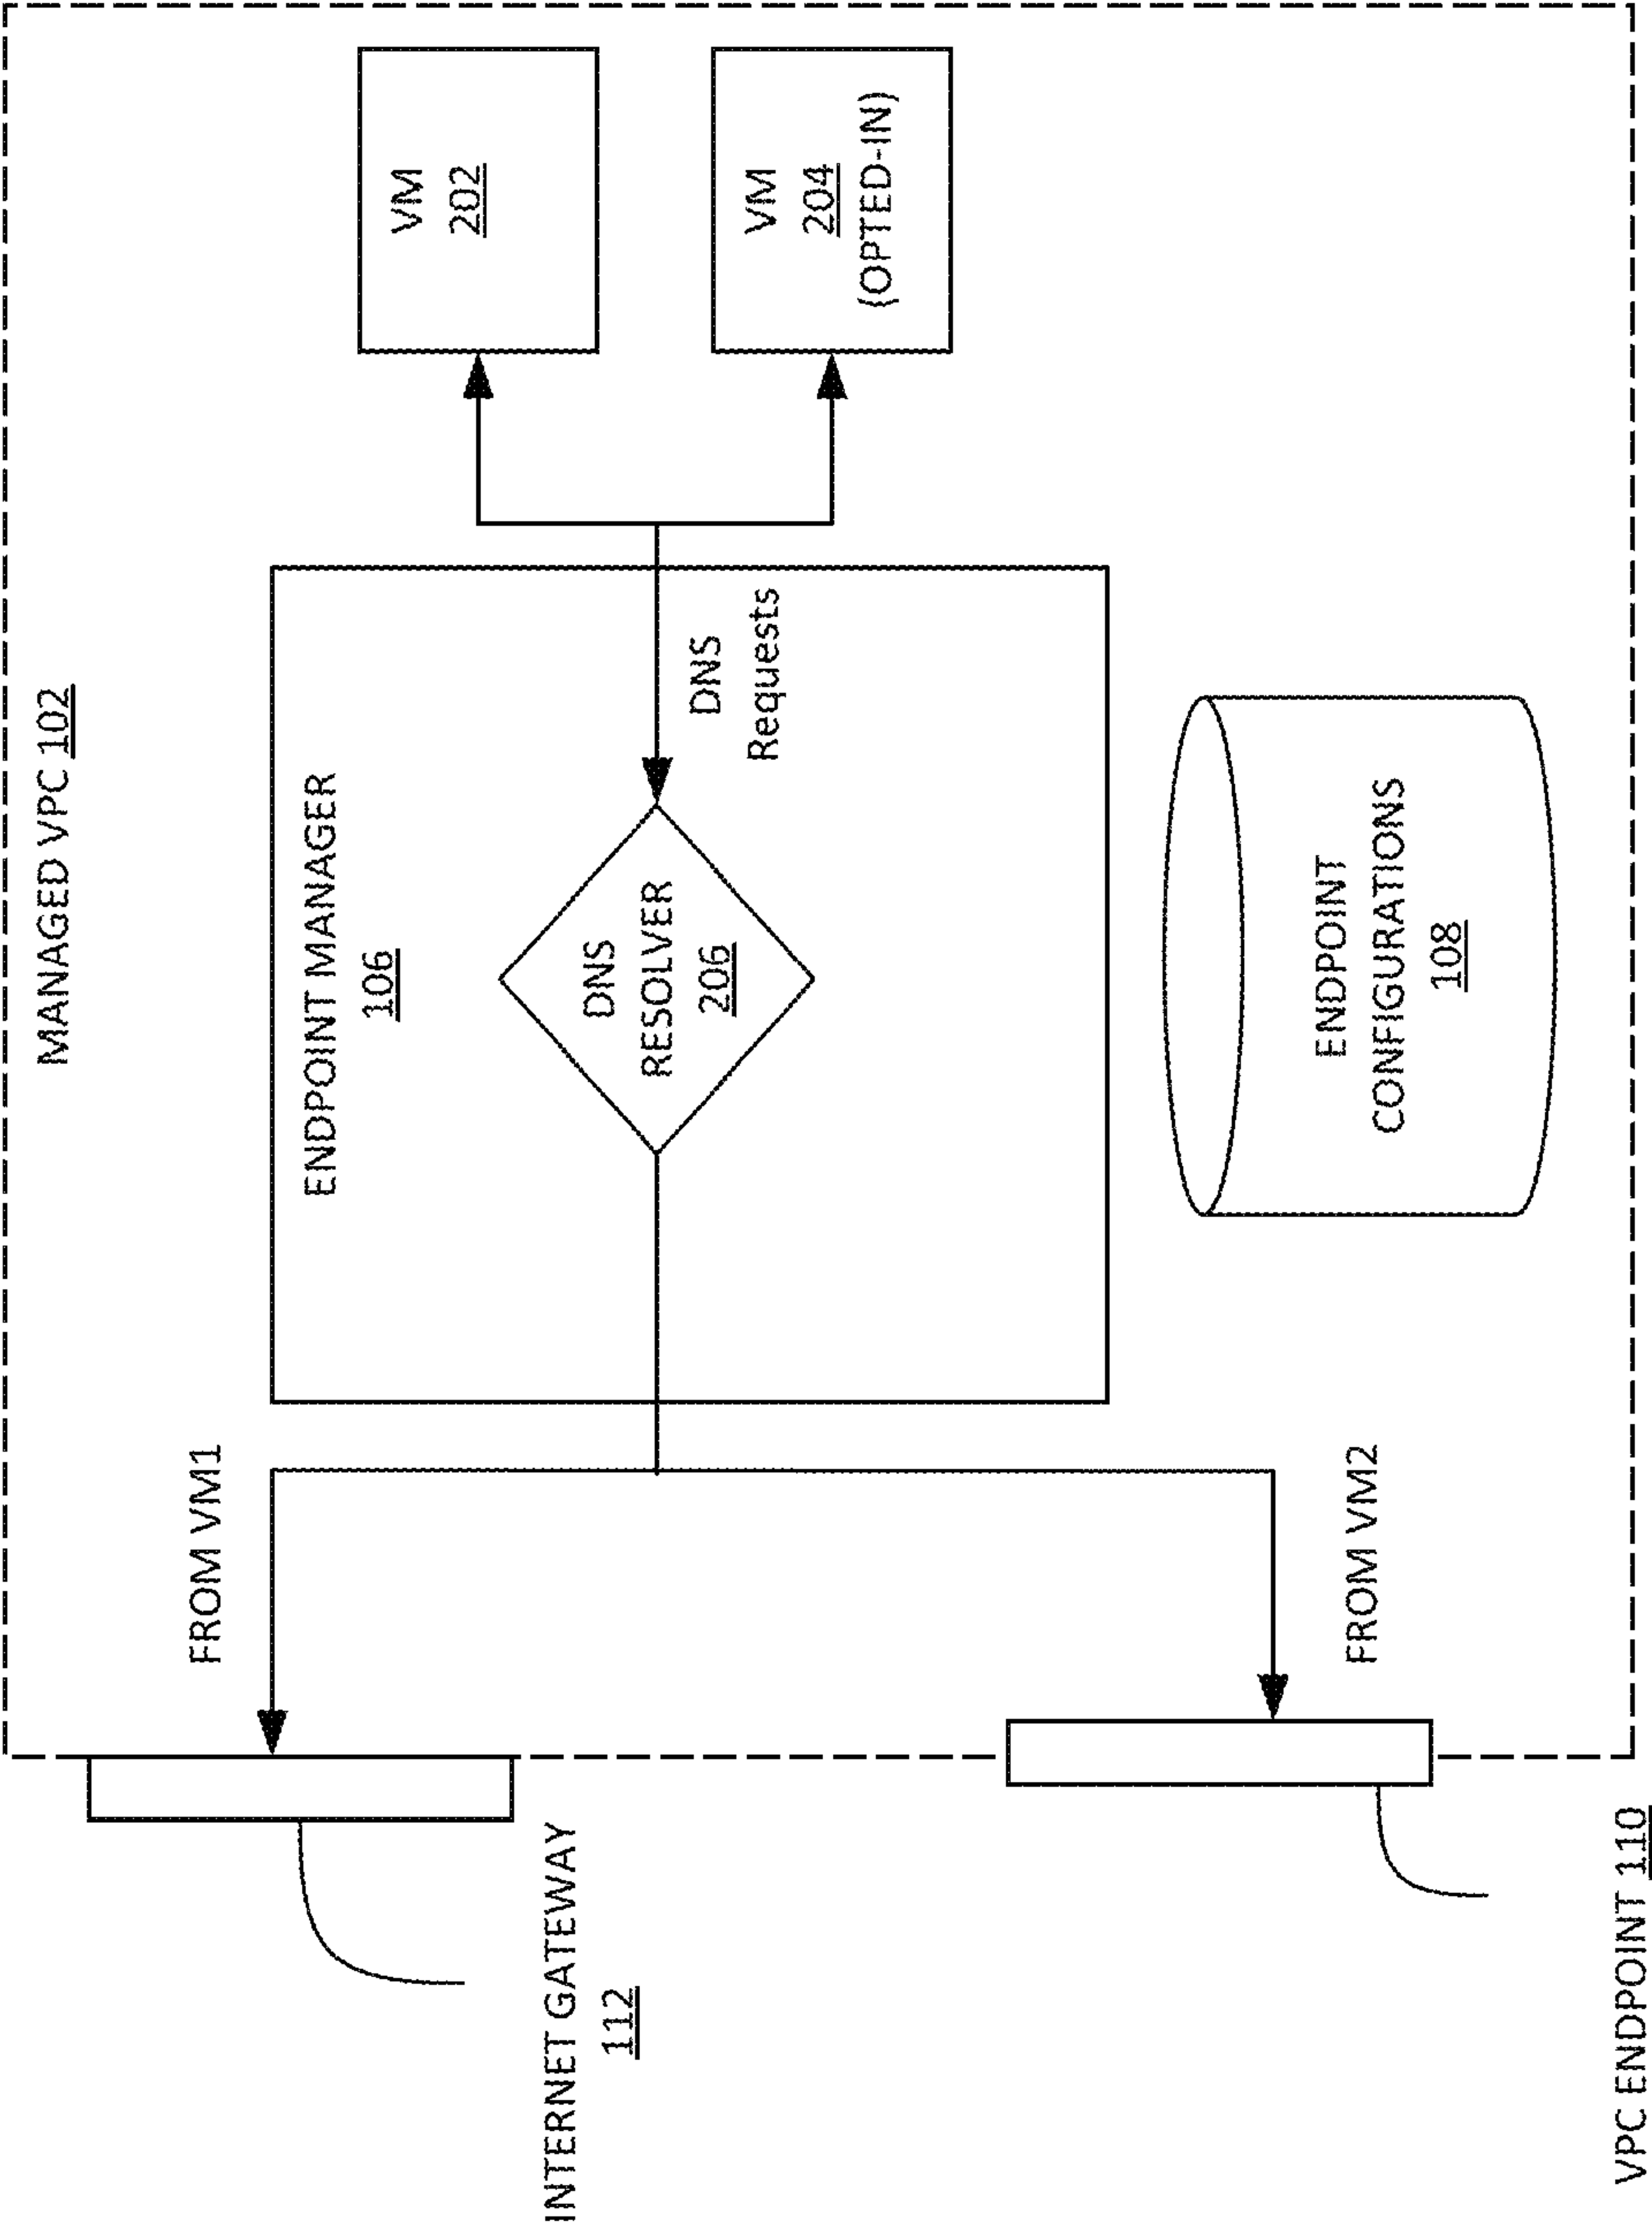 MANAGED VPC 102
FROM VM1
ENDPOINT MANAGER
106
VM
202
INTERNET GATEWAY
112
DNS
RESOLVER
206
DNS
Requests
VM
204
(OPTED-IN)
FROM VM2
ENDPOINT
CONFIGURATIONS
108
VPC ENDPOINT 110